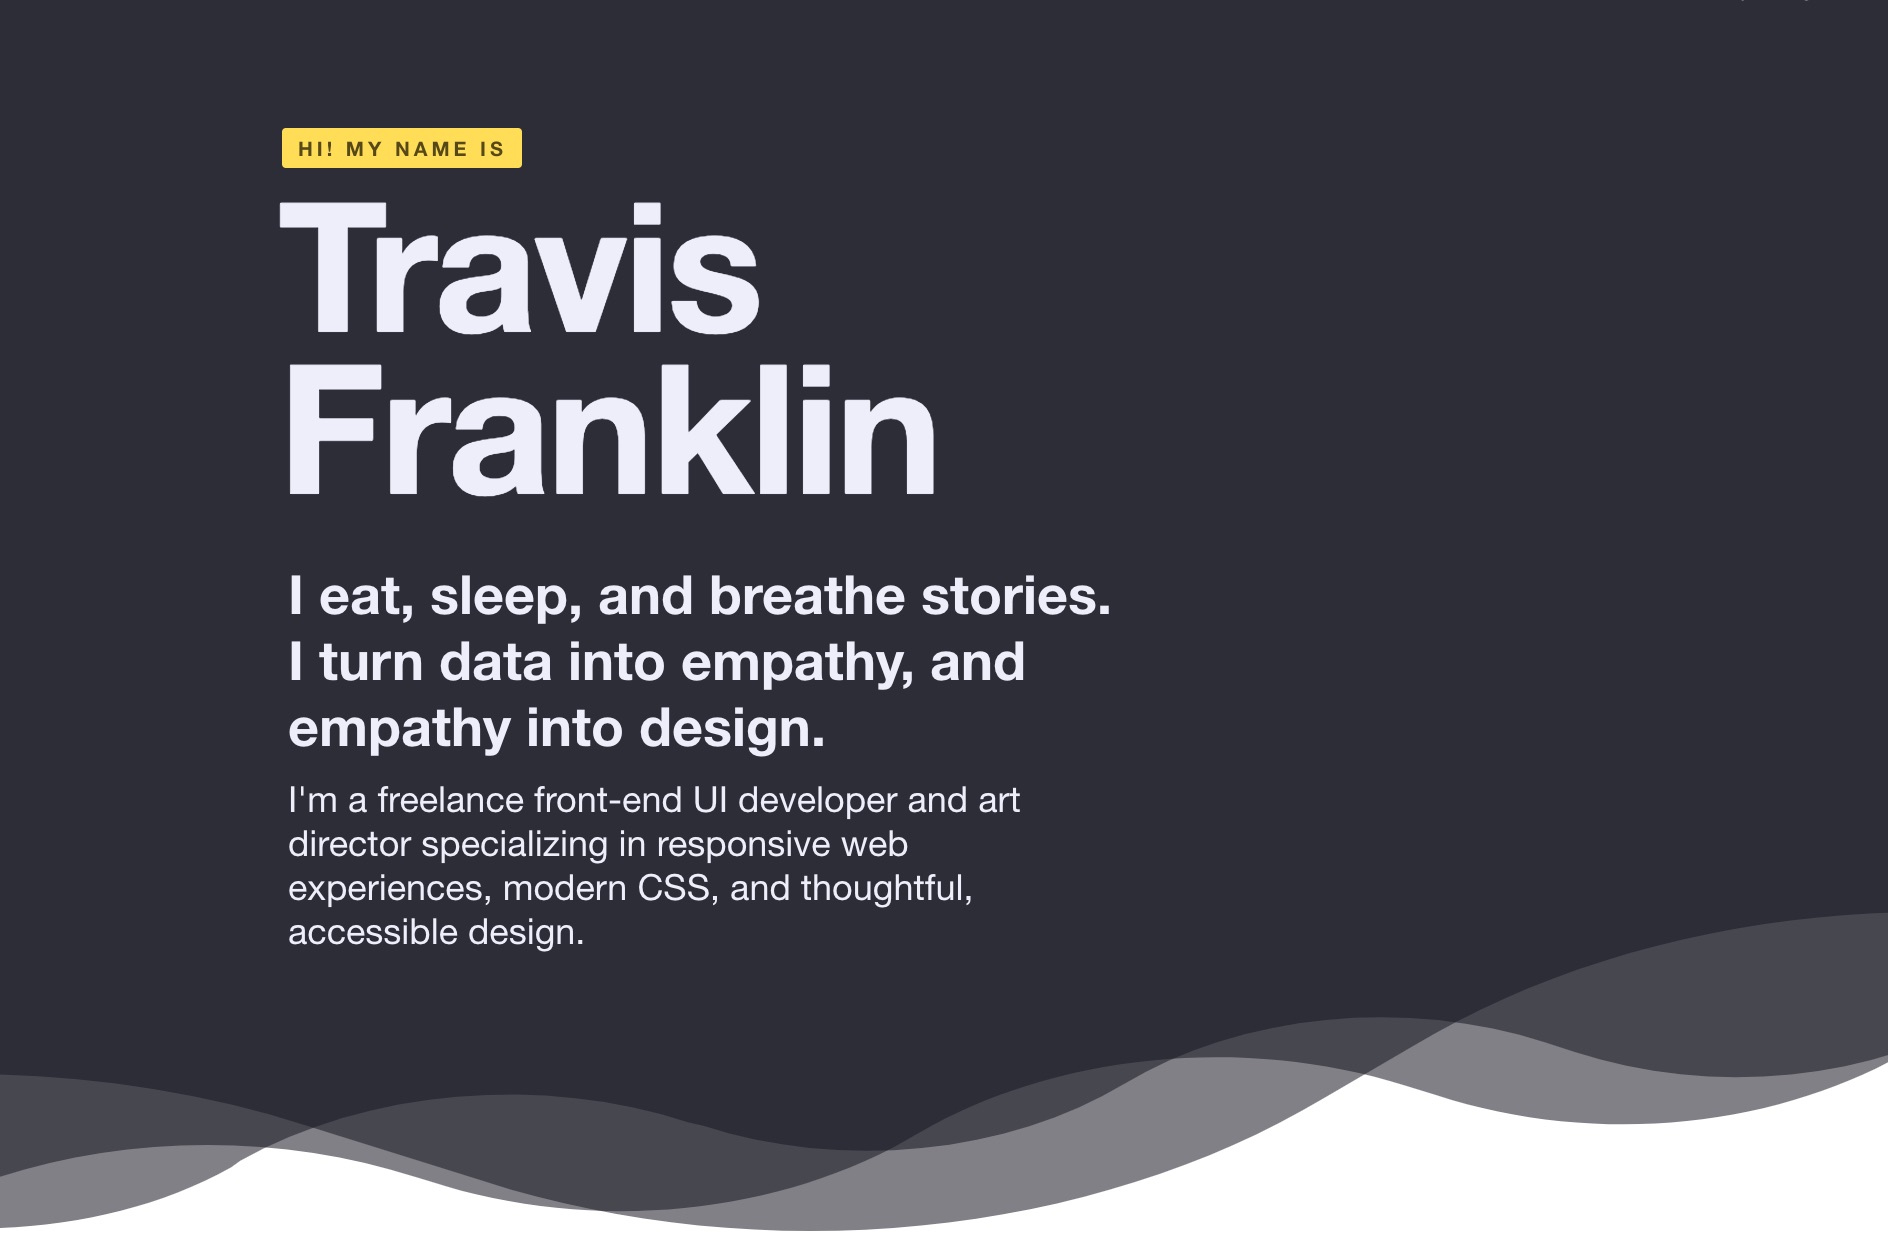 HI! MY NAME IS
Travis
Franklin
I eat, sleep, and breathe stories.
I turn data into empathy, and
empathy into design.
I'm a freelance front-end UI developer and art
director specializing in responsive web
experiences, modern CSS, and thoughtful,
accessible design.